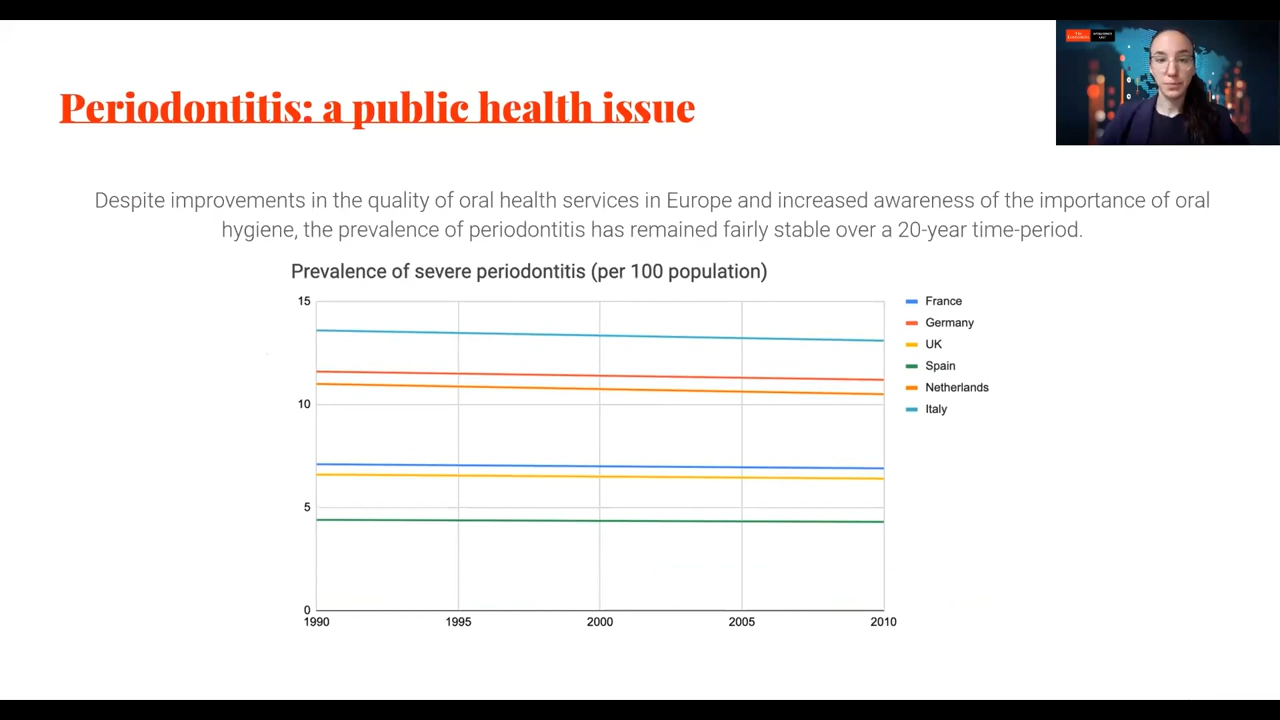 Periodontitis: a public health issue
Despite improvements in the quality of oral health services in Europe and increased awareness of the importance of oral
hygiene, the prevalence of periodontitis has remained fairly stable over a 20-year time-period.
Prevalence of severe periodontitis (per 100 population)
15
10
5
0
1990 1995 2000 2005 2010
France
Germany
UK
Spain
Netherlands
Italy